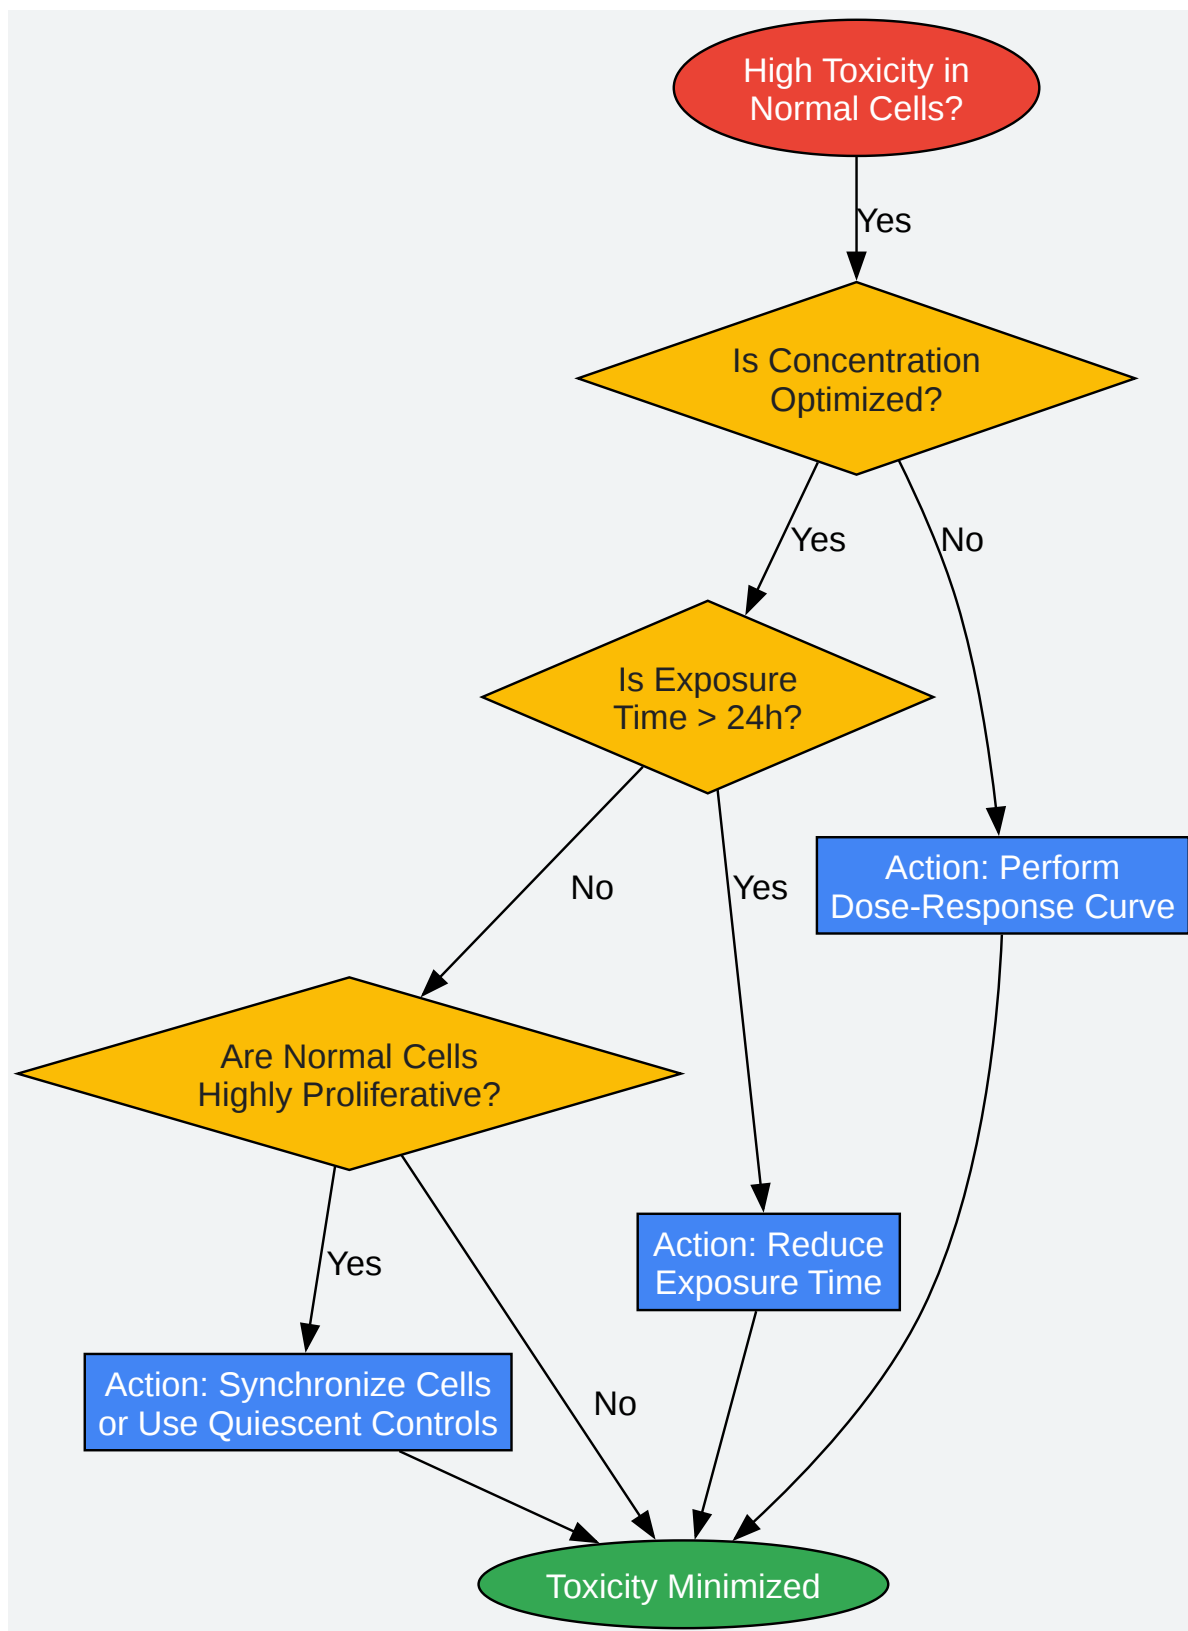 High Toxicity in
Normal Cells?
Yes
Is Concentration
Optimized?
Yes
No
Is Exposure
Time > 24h?
No
Yes
Action: Perform
Dose-Response Curve
Are Normal Cells
Highly Proliferative?
Yes
Action: Reduce
Exposure Time
Action: Synchronize Cells
or Use Quiescent Controls
No
Toxicity Minimized